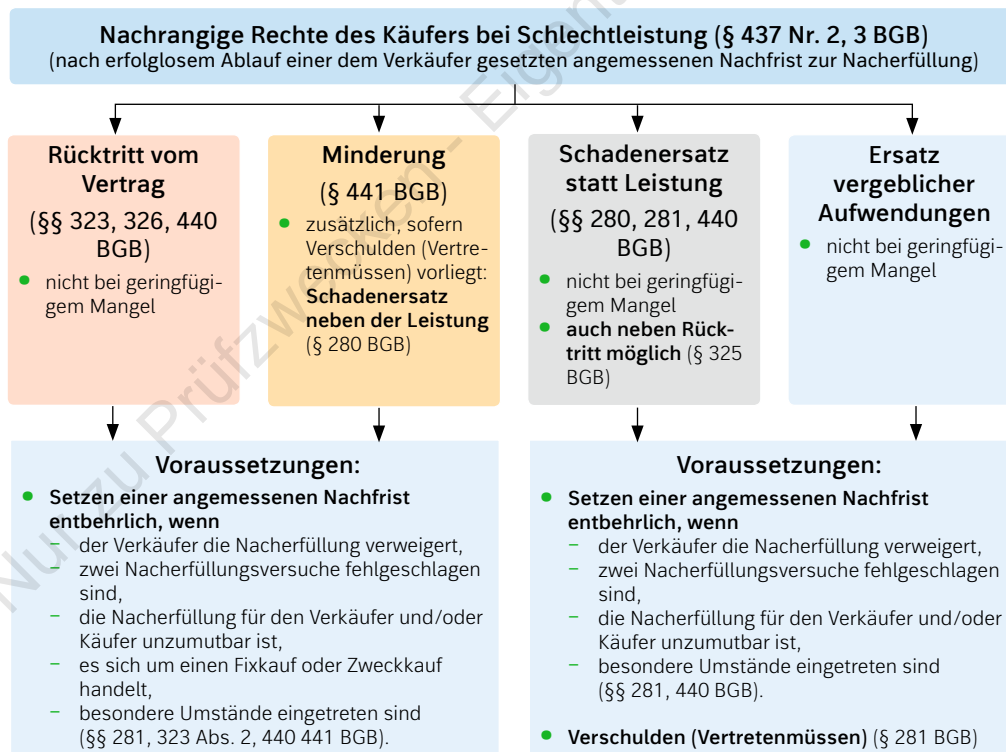 Nachrangige Rechte des Käufers bei Schlechtleistung (§ 437 Nr. 2, 3 BGB)
(nach erfolglosem Ablauf einer dem Verkäufer gesetzten angemessenen Nachfrist zur Nacherfüllung)
Rücktritt vom
Vertrag
(§§ 323, 326, 440
BGB)
• nicht bei geringfügi-
gem Mangel
Minderung
(§ 441 BGB)
• zusätzlich, sofern
Verschulden (Vertre-
tenmüssen) vorliegt:
Schadenersatz
neben der Leistung
(§ 280 BGB)
Schadenersatz
statt Leistung
(§§ 280, 281, 440
BGB)
• nicht bei geringfügi-
gem Mangel
• auch neben Rück-
tritt möglich (§ 325
BGB)
Ersatz
vergeblicher
Aufwendungen
• nicht bei geringfügi-
gem Mangel
Voraussetzungen:
• Setzen einer angemessenen Nachfrist
entbehrlich, wenn
– der Verkäufer die Nacherfüllung verweigert,
– zwei Nacherfüllungsversuche fehlgeschlagen
sind,
– die Nacherfüllung für den Verkäufer und/oder
Käufer unzumutbar ist,
– es sich um einen Fixkauf oder Zweckkauf
handelt,
– besondere Umstände eingetreten sind
(§§ 281, 323 Abs. 2, 440 441 BGB).
Voraussetzungen:
• Setzen einer angemessenen Nachfrist
entbehrlich, wenn
– der Verkäufer die Nacherfüllung verweigert,
– zwei Nacherfüllungsversuche fehlgeschlagen
sind,
– die Nacherfüllung für den Verkäufer und/oder
Käufer unzumutbar ist,
– besondere Umstände eingetreten sind
(§§ 281, 440 BGB).
• Verschulden (Vertretenmüssen) (§ 281 BGB)
Nur zu Prüfzwecken - Eigent